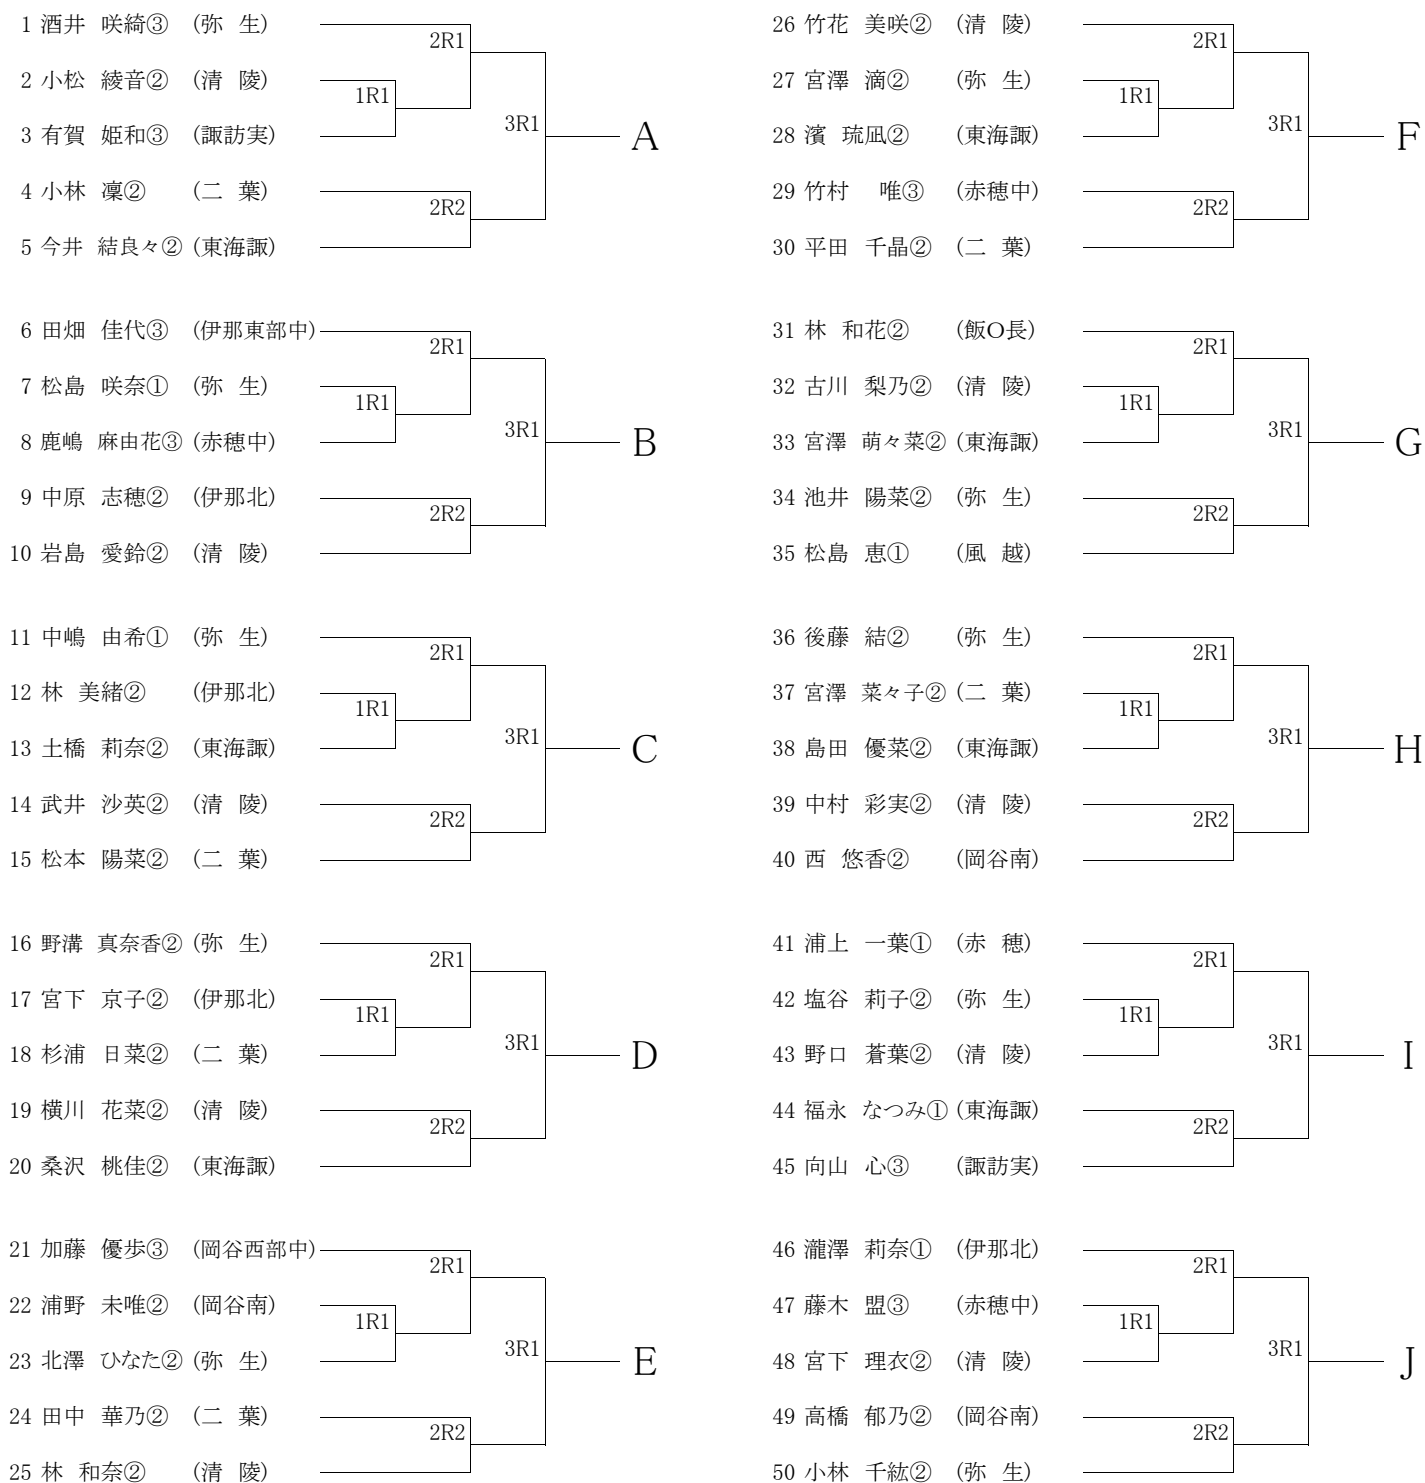 1 酒井 咲綺③ (弥 生)
2R1
2 小松 綾音② (清 陵)
1R1
3 有賀 姫和③ (諏訪実)
3R1
A
4 小林 凜② (二 葉)
2R2
5 今井 結良々② (東海諏)
6 田畑 佳代③ (伊那東部中)
2R1
7 松島 咲奈① (弥 生)
1R1
8 鹿嶋 麻由花③ (赤穂中)
3R1
B
9 中原 志穂② (伊那北)
2R2
10 岩島 愛鈴② (清 陵)
11 中嶋 由希① (弥 生)
2R1
12 林 美緒② (伊那北)
1R1
13 土橋 莉奈② (東海諏)
3R1
C
14 武井 沙英② (清 陵)
2R2
15 松本 陽菜② (二 葉)
16 野溝 真奈香② (弥 生)
2R1
17 宮下 京子② (伊那北)
1R1
18 杉浦 日菜② (二 葉)
3R1
D
19 横川 花菜② (清 陵)
2R2
20 桑沢 桃佳② (東海諏)
21 加藤 優歩③ (岡谷西部中)
2R1
22 浦野 未唯② (岡谷南)
1R1
23 北澤 ひなた② (弥 生)
3R1
E
24 田中 華乃② (二 葉)
2R2
25 林 和奈② (清 陵)
26 竹花 美咲② (清 陵)
2R1
27 宮澤 滴② (弥 生)
1R1
28 濱 琉凪② (東海諏)
3R1
F
29 竹村 唯③ (赤穂中)
2R2
30 平田 千晶② (二 葉)
31 林 和花② (飯O長)
2R1
32 古川 梨乃② (清 陵)
1R1
33 宮澤 萌々菜② (東海諏)
3R1
G
34 池井 陽菜② (弥 生)
2R2
35 松島 恵① (風 越)
36 後藤 結② (弥 生)
2R1
37 宮澤 菜々子② (二 葉)
1R1
38 島田 優菜② (東海諏)
3R1
H
39 中村 彩実② (清 陵)
2R2
40 西 悠香② (岡谷南)
41 浦上 一葉① (赤 穂)
2R1
42 塩谷 莉子② (弥 生)
1R1
43 野口 蒼葉② (清 陵)
3R1
I
44 福永 なつみ① (東海諏)
2R2
45 向山 心③ (諏訪実)
46 瀧澤 莉奈① (伊那北)
2R1
47 藤木 盟③ (赤穂中)
1R1
48 宮下 理衣② (清 陵)
3R1
J
49 高橋 郁乃② (岡谷南)
2R2
50 小林 千紘② (弥 生)